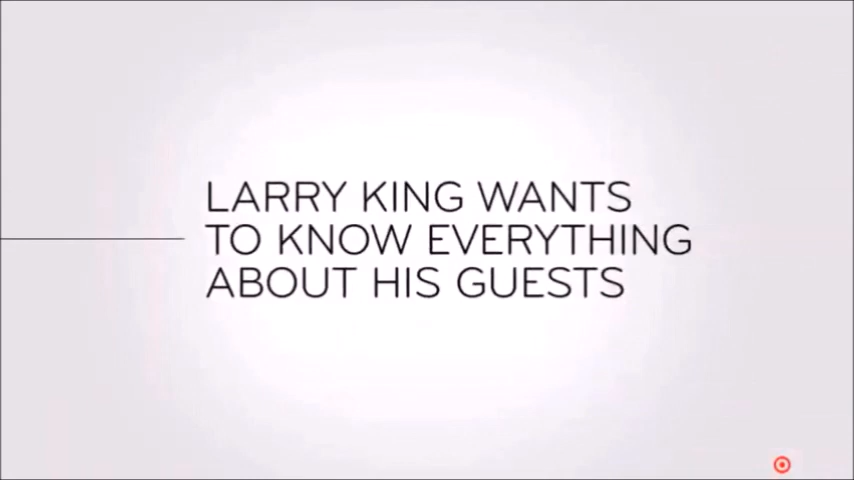 LARRY KING WANTS
TO KNOW EVERYTHING
ABOUT HIS GUESTS